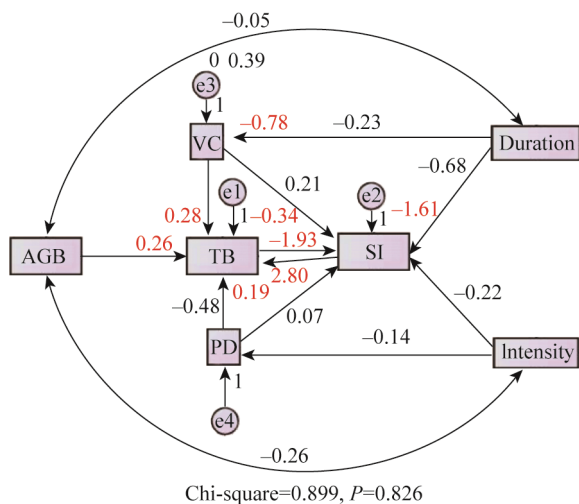 −0.05
0 0.39
e3
1
VC
−0.78
−0.23
Duration
−0.68
0.21
e1
e2
0.28
1
−0.34
1
−1.61
AGB
0.26
TB
−1.93
SI
2.80
0.19
−0.48
0.07
−0.22
PD
−0.14
Intensity
1
e4
−0.26
Chi-square=0.899, P=0.826